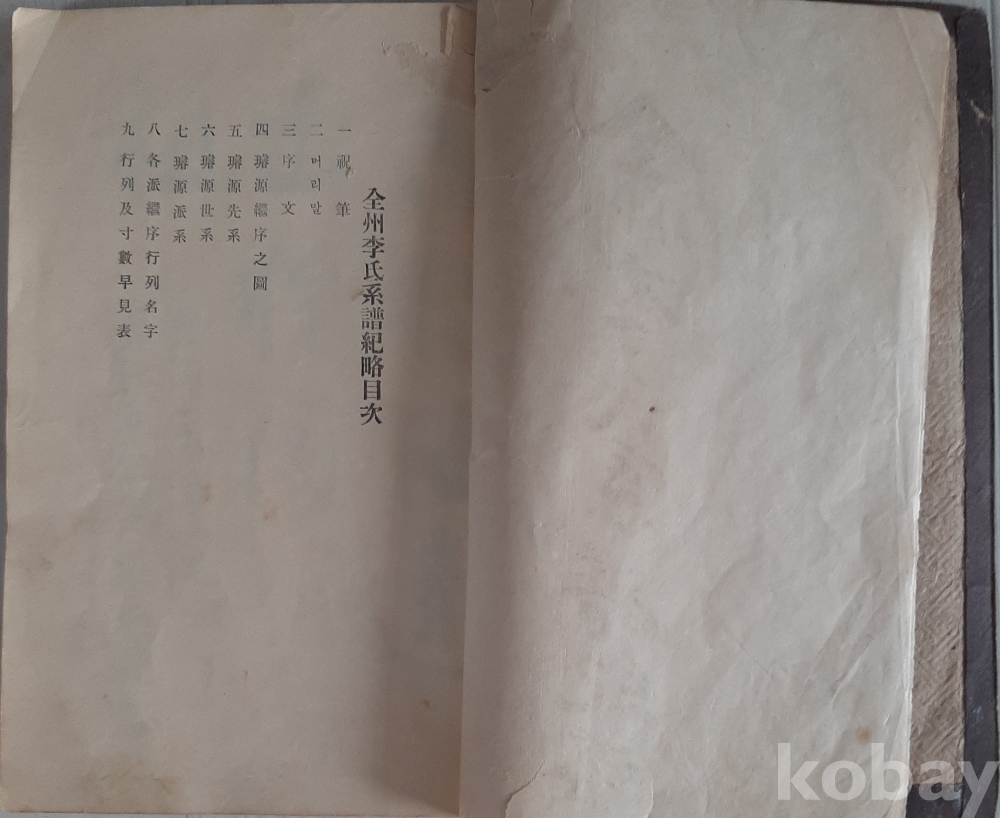 全州李氏系譜紀略目次
一 祝筆
二 머리말
三 序文
四 璿源繼序之圖
五 璿源先系
六 璿源世系
七 璿源派系
八 各派繼序行列名字
九 行列及寸數早見表
kobay